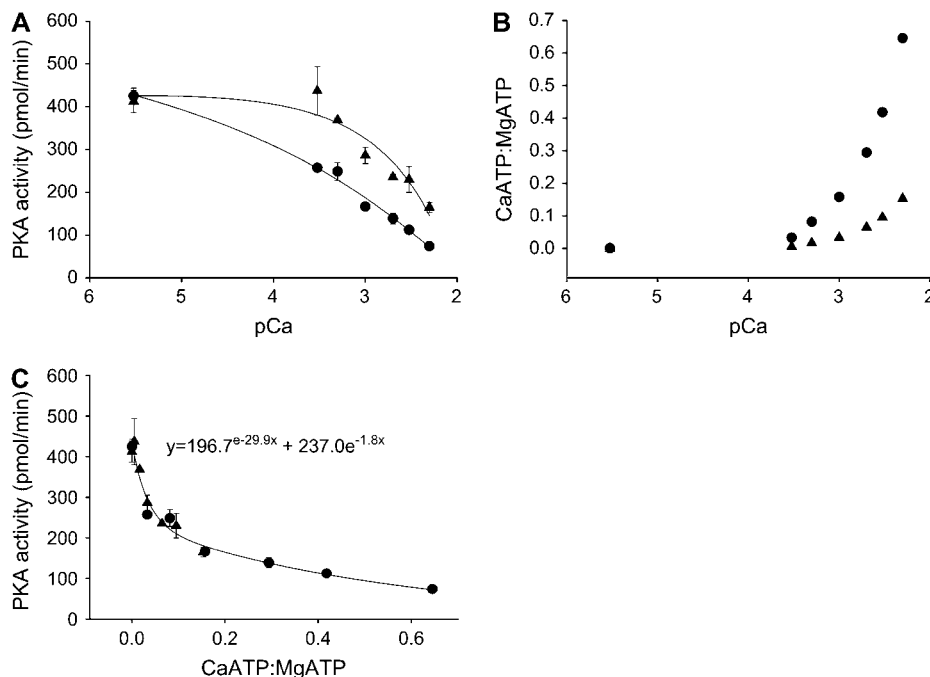 A
PKA activity (pmol/min)
600
500
400
300
200
100
0
6 5 4 3 2
pCa
B
CaATP:MgATP
0.7
0.6
0.5
0.4
0.3
0.2
0.1
0.0
6 5 4 3 2
pCa
C
PKA activity (pmol/min)
600
500
400
300
200
100
0
y=196.7e-29.9x + 237.0e-1.8x
0.0 0.2 0.4 0.6
CaATP:MgATP